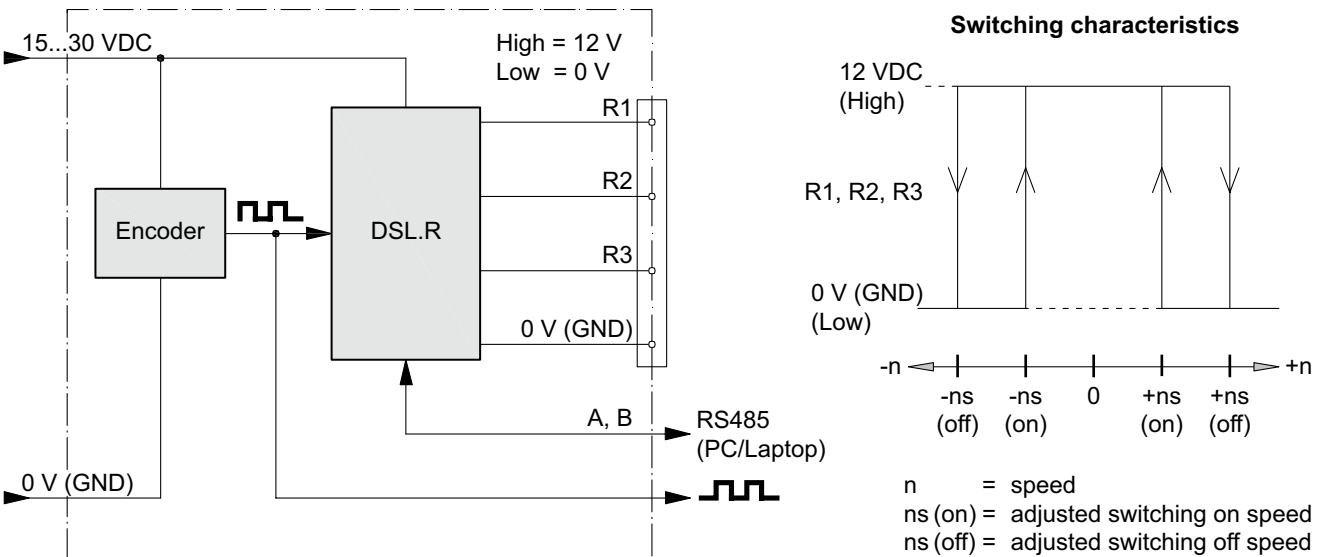 15...30 VDC
High = 12 V
Low = 0 V
R1
R2
Encoder
DSL.R
R3
0 V (GND)
A, B
RS485
(PC/Laptop)
0 V (GND)
Switching characteristics
12 VDC
(High)
R1, R2, R3
0 V (GND)
(Low)
-n
+n
-ns -ns 0 +ns +ns
(off) (on) (on) (off)
n = speed
ns (on) = adjusted switching on speed
ns (off) = adjusted switching off speed